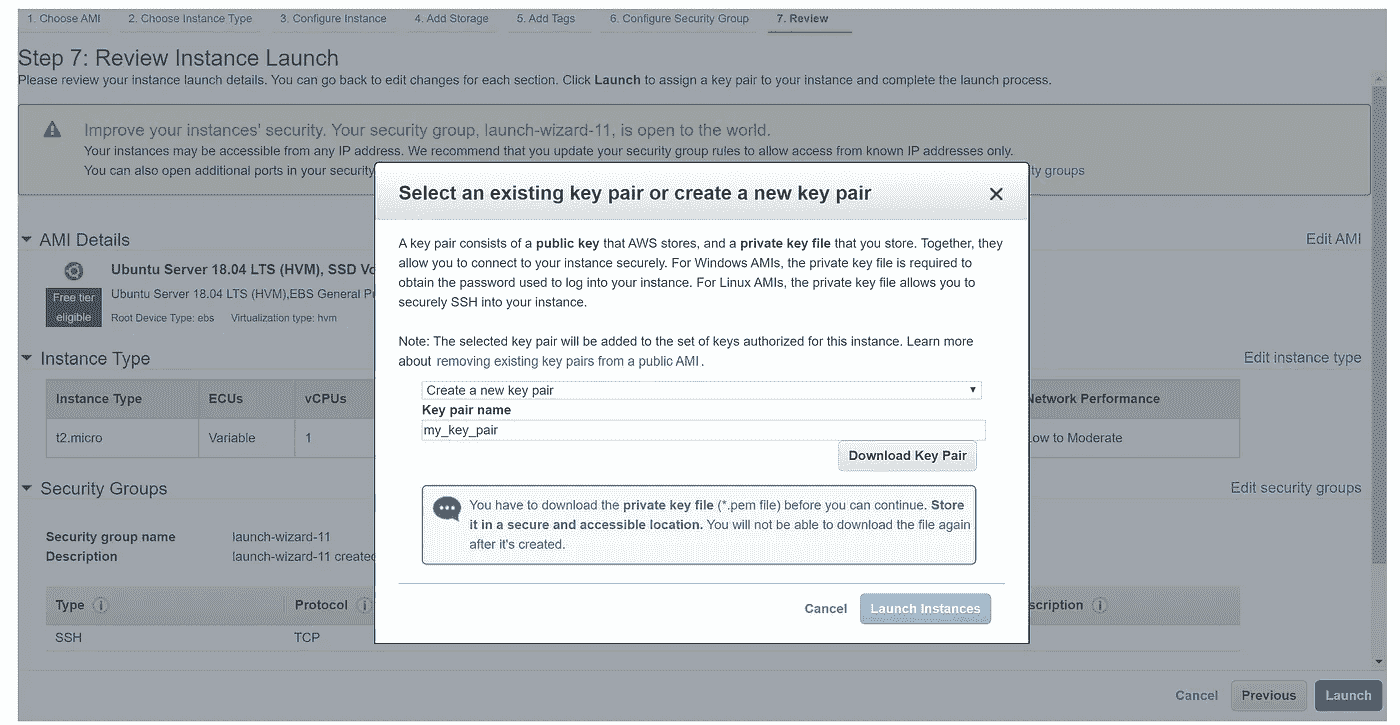 1. Choose AMI 2. Choose Instance Type 3. Configure Instance 4. Add Storage 5. Add Tags 6. Configure Security Group 7. Review
Step 7: Review Instance Launch
Please review your instance launch details. You can go back to edit changes for each section. Click Launch to assign a key pair to your instance and complete the launch process.
Improve your instances' security. Your security group, launch-wizard-11, is open to the world.
Your instances may be accessible from any IP address. We recommend that you update your security group rules to allow access from known IP addresses only.
You can also open additional ports in your security
ty groups
Select an existing key pair or create a new key pair
A key pair consists of a public key that AWS stores, and a private key file that you store. Together, they
allow you to connect to your instance securely. For Windows AMIs, the private key file is required to
obtain the password used to log into your instance. For Linux AMIs, the private key file allows you to
securely SSH into your instance.
Note: The selected key pair will be added to the set of keys authorized for this instance. Learn more
about removing existing key pairs from a public AMI .
Create a new key pair
Key pair name
my_key_pair
Download Key Pair
You have to download the private key file (*.pem file) before you can continue. Store
it in a secure and accessible location. You will not be able to download the file again
after it's created.
Cancel Launch Instances
AMI Details Edit AMI
Ubuntu Server 18.04 LTS (HVM), SSD Vo
Free tier
eligible
Ubuntu Server 18.04 LTS (HVM),EBS General P
Root Device Type: ebs Virtualization type: hvm
Instance Type Edit instance type
Instance Type ECUs vCPUs Network Performance
t2.micro Variable 1 Low to Moderate
Security Groups Edit security groups
Security group name launch-wizard-11
Description launch-wizard-11 created
Type Protocol scription
SSH TCP
Cancel Previous Launch